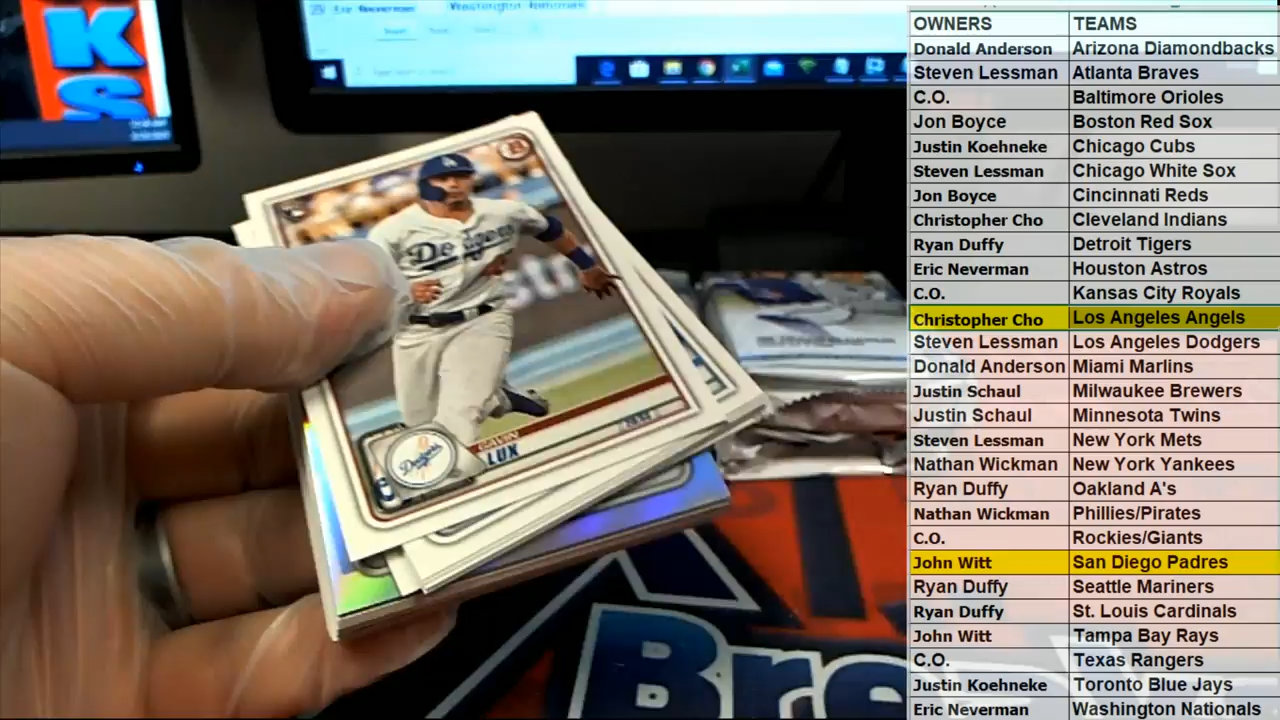 K
S
Washington Nationals
OWNERS TEAMS
Donald Anderson Arizona Diamondbacks
Steven Lessman Atlanta Braves
C.O. Baltimore Orioles
Jon Boyce Boston Red Sox
Justin Koehneke Chicago Cubs
Steven Lessman Chicago White Sox
Jon Boyce Cincinnati Reds
Christopher Cho Cleveland Indians
Ryan Duffy Detroit Tigers
Eric Neverman Houston Astros
C.O. Kansas City Royals
Christopher Cho Los Angeles Angels
Steven Lessman Los Angeles Dodgers
Donald Anderson Miami Marlins
Justin Schaul Milwaukee Brewers
Justin Schaul Minnesota Twins
Steven Lessman New York Mets
Nathan Wickman New York Yankees
Ryan Duffy Oakland A's
Nathan Wickman Phillies/Pirates
C.O. Rockies/Giants
John Witt San Diego Padres
Ryan Duffy Seattle Mariners
Ryan Duffy St. Louis Cardinals
John Witt Tampa Bay Rays
C.O. Texas Rangers
Justin Koehneke Toronto Blue Jays
Eric Neverman Washington Nationals
Dodgers
Dodgers
GAVIN
LUX
Bre